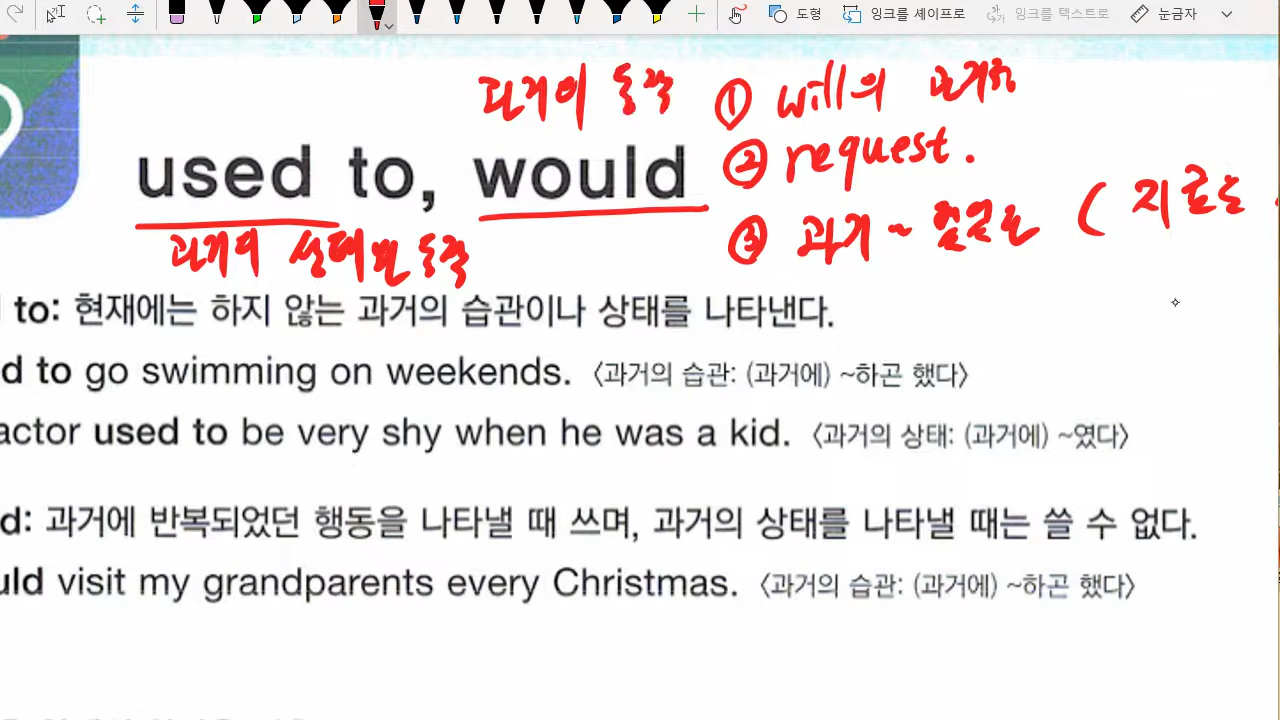 도형 잉크를 셰이프로 잉크를 텍스트로 눈금자
과거의 동작 ① will의 과거형
② request.
used to, would
③ 과거 ~ 하곤 (지금은
과거의 상태와 동작
to: 현재에는 하지 않는 과거의 습관이나 상태를 나타낸다.
d to go swimming on weekends. 〈과거의 습관: (과거에) ~하곤 했다〉
actor used to be very shy when he was a kid. 〈과거의 상태: (과거에) ~였다〉
d: 과거에 반복되었던 행동을 나타낼 때 쓰며, 과거의 상태를 나타낼 때는 쓸 수 없다.
uld visit my grandparents every Christmas. 〈과거의 습관: (과거에) ~하곤 했다〉